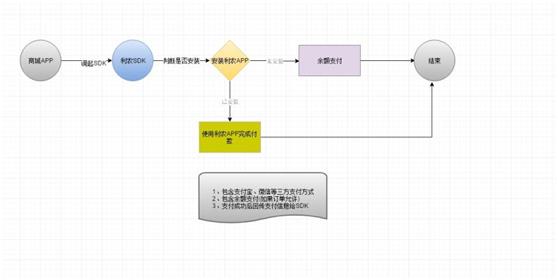 商城APP
调起SDK
利农SDK
判断是否安装
安装利农APP
未安装
余额支付
结束
已安装
使用利农APP完成付
款
1、包含支付宝、微信等三方支付方式
2、包含余额支付(如果订单允许)
3、支付成功后回传支付信息给SDK